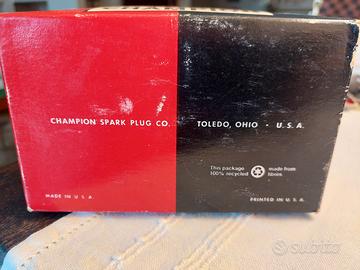 CHAMPION SPARK PLUG CO. TOLEDO, OHIO - U.S.A.
This package made from
100% recycled fibres.
MADE IN U.S.A. PRINTED IN U.S.A.
subito